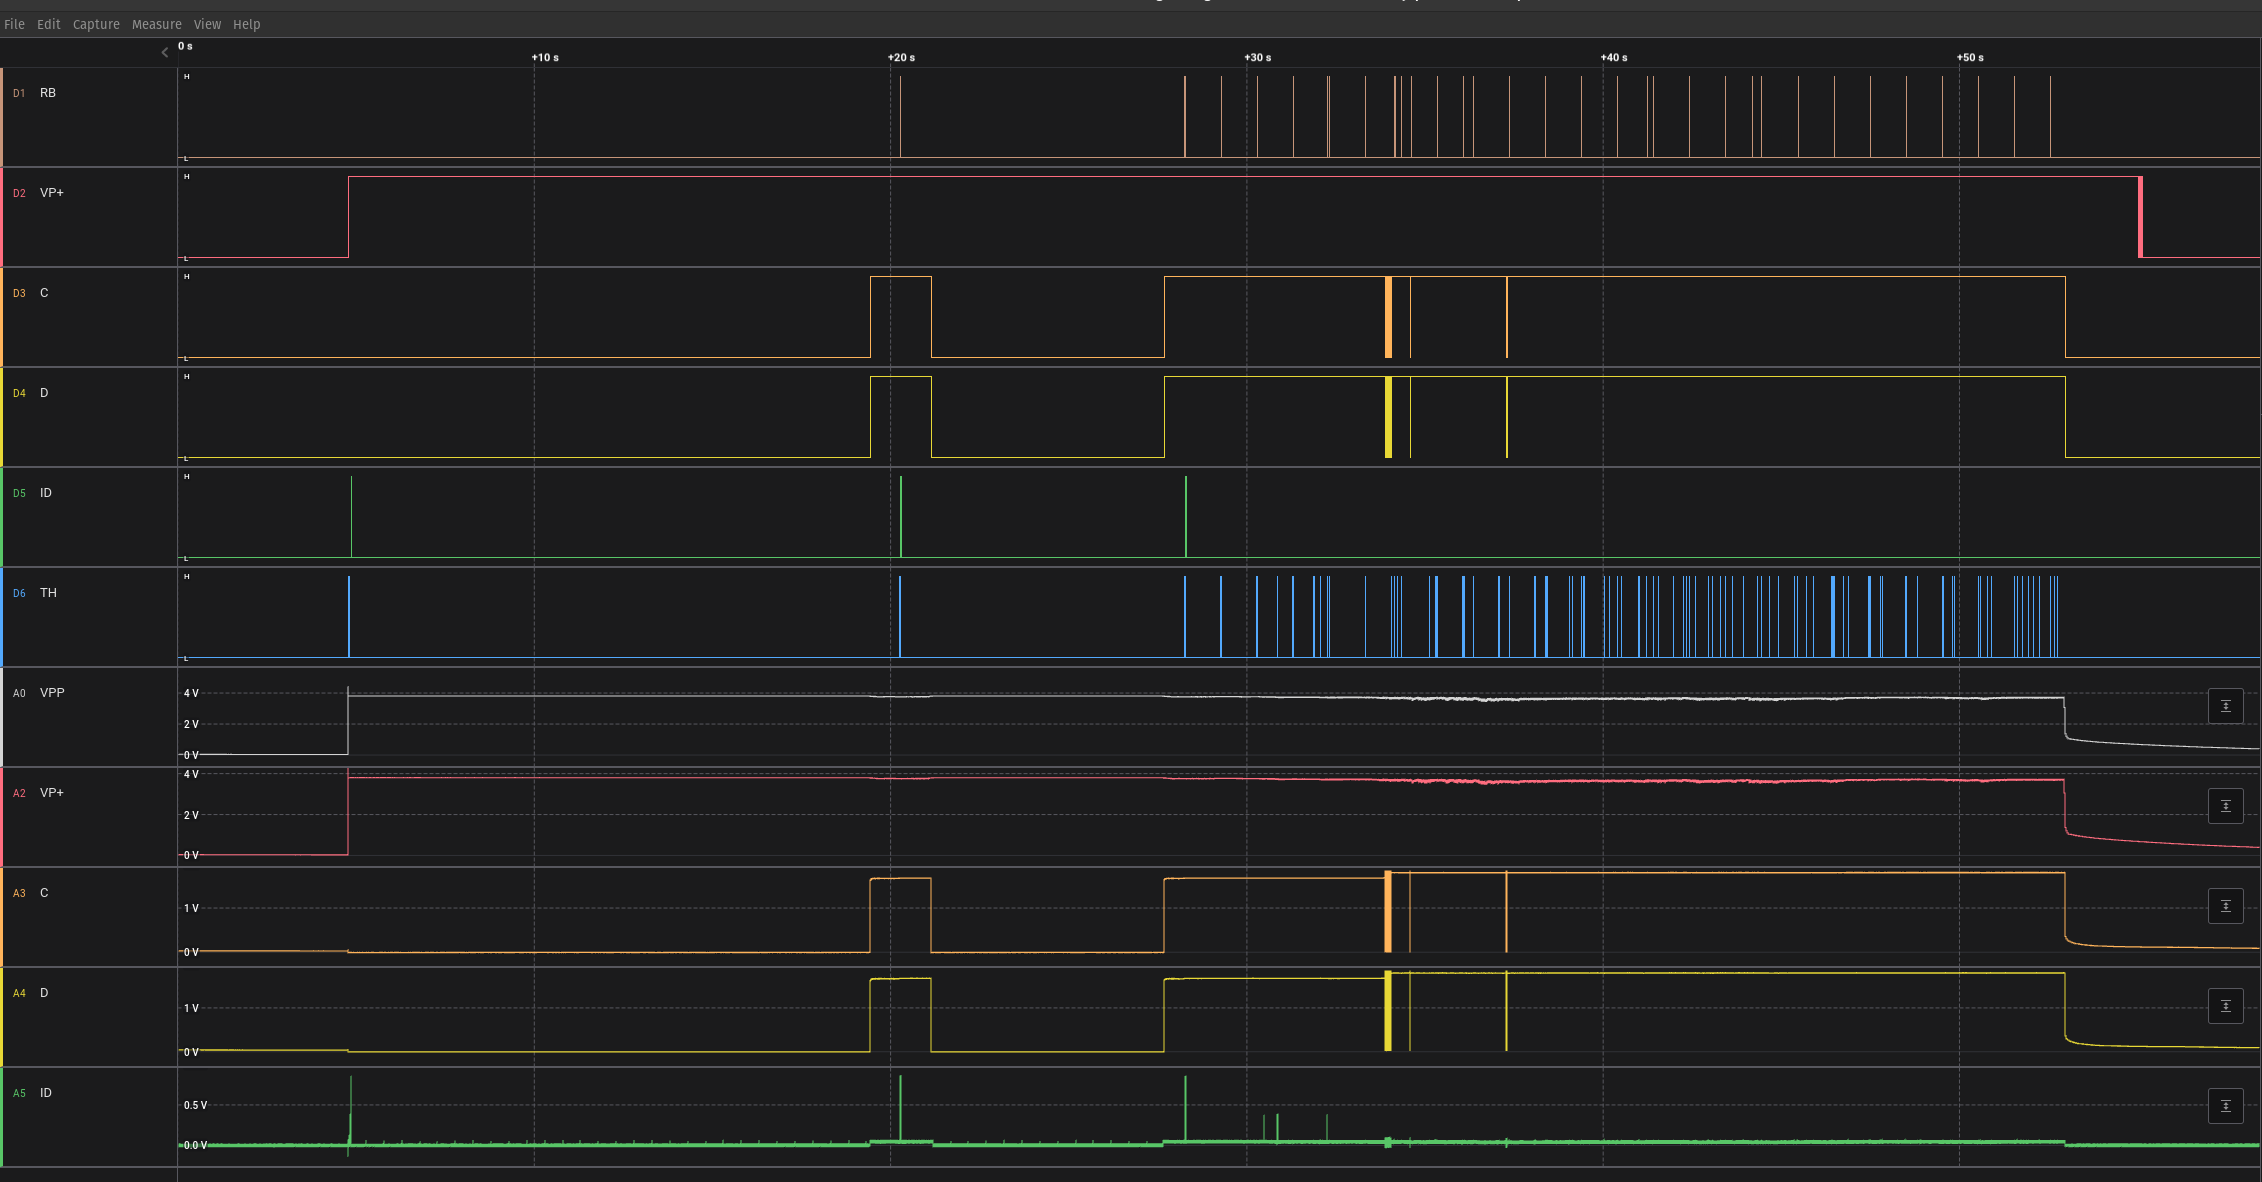 File Edit Capture Measure View Help
0 s
+10 s +20 s +30 s +40 s +50 s
D1 RB
H
L
D2 VP+
H
L
D3 C
H
L
D4 D
H
L
D5 ID
H
L
D6 TH
H
L
A0 VPP
4 V
2 V
0 V
A2 VP+
4 V
2 V
0 V
A3 C
1 V
0 V
A4 D
1 V
0 V
A5 ID
0.5 V
0.0 V